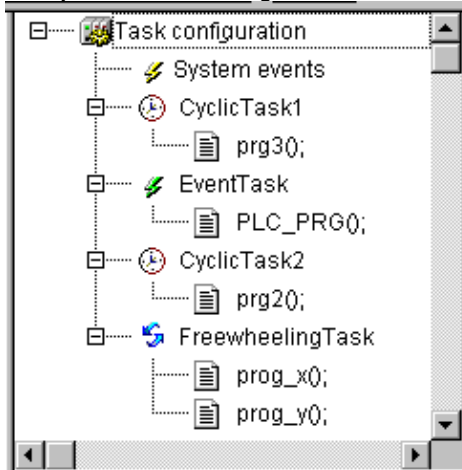 Task configuration
System events
CyclicTask1
prg3();
EventTask
PLC_PRG();
CyclicTask2
prg2();
FreewheelingTask
prog_x();
prog_y();